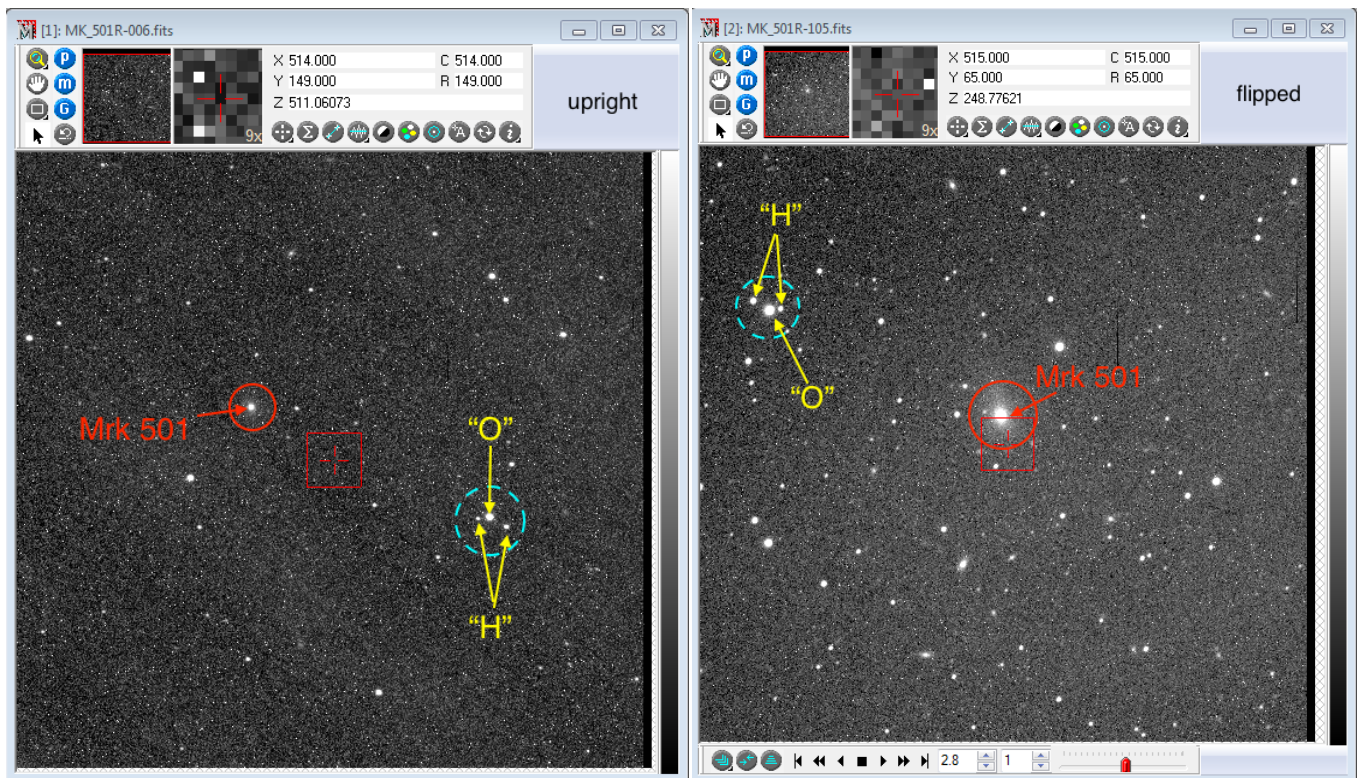 [1]: MK_501R-006.fits
X 514.000
C 514.000
Y 149.000
R 149.000
Z 511.06073
9x
upright
P
m
G
Σ
A
i
Mrk 501
"O"
"H"
[2]: MK_501R-105.fits
X 515.000
C 515.000
Y 65.000
R 65.000
Z 248.77621
9x
flipped
P
m
G
Σ
A
i
"H"
"O"
Mrk 501
2.8
1